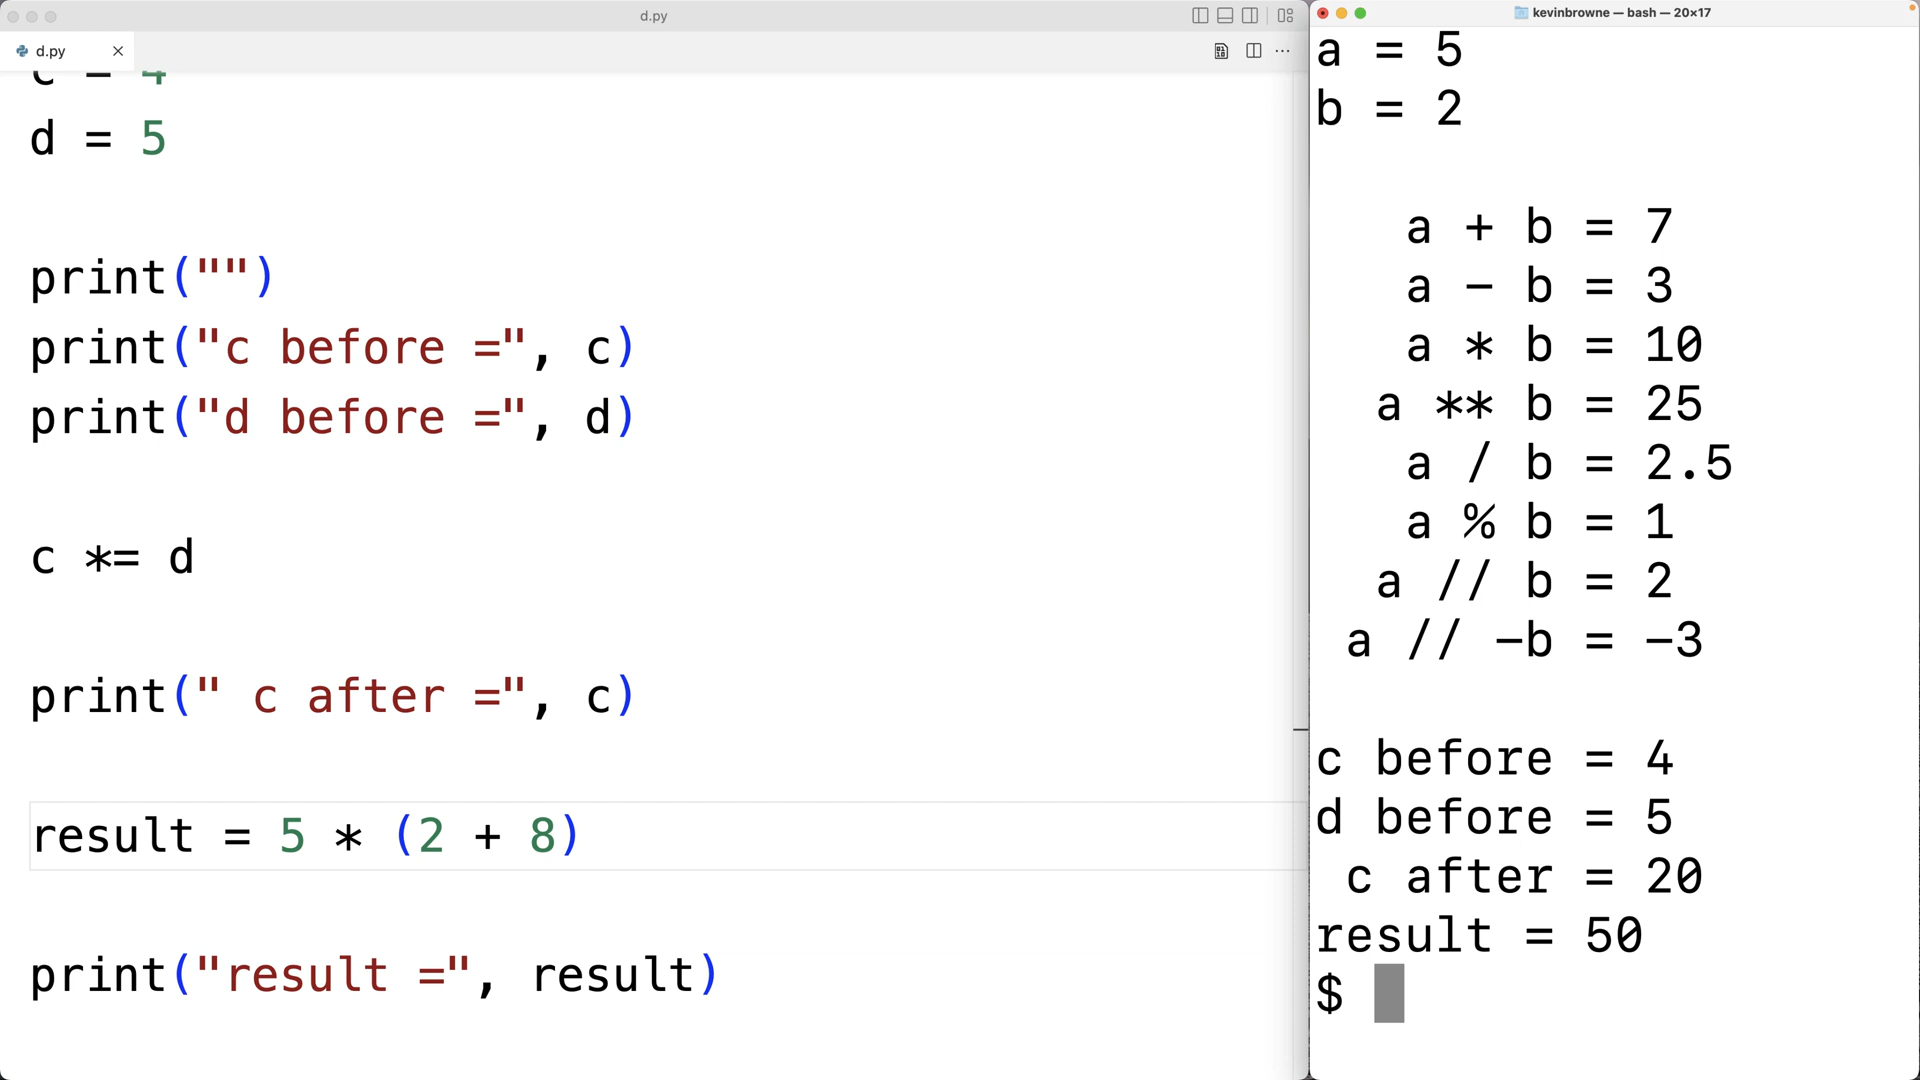 d.py
d.py
c = 4
d = 5
print("")
print("c before =", c)
print("d before =", d)
c *= d
print(" c after =", c)
result = 5 * (2 + 8)
print("result =", result)
kevinbrowne — bash — 20×17
a = 5
b = 2
a + b = 7
a - b = 3
a * b = 10
a ** b = 25
a / b = 2.5
a % b = 1
a // b = 2
a // -b = -3
c before = 4
d before = 5
c after = 20
result = 50
$